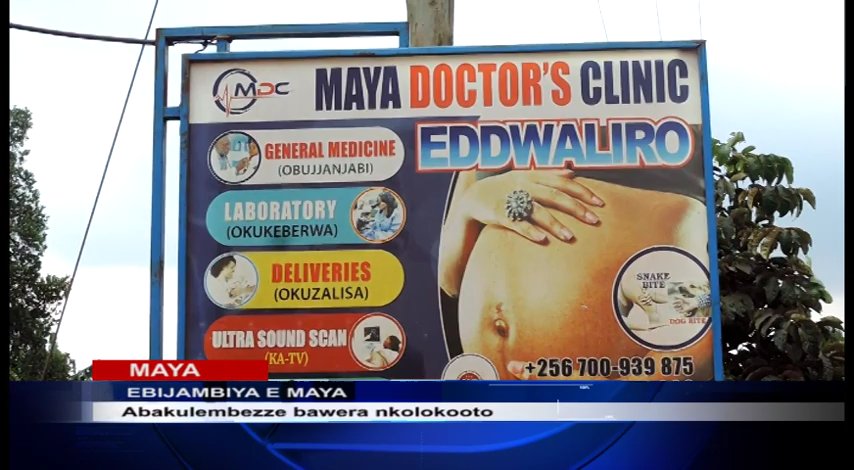 MDC
MAYA DOCTOR'S CLINIC
EDDWALIRO
GENERAL MEDICINE
(OBUJJANJABI)
LABORATORY
(OKUKEBERWA)
DELIVERIES
(OKUZALISA)
ULTRA SOUND SCAN
(KA-TV)
SNAKE
BITE
DOG BITE
+256 700-939 875
MAYA
EBIJAMBIYA E MAYA
Abakulembezze bawera nkolokooto